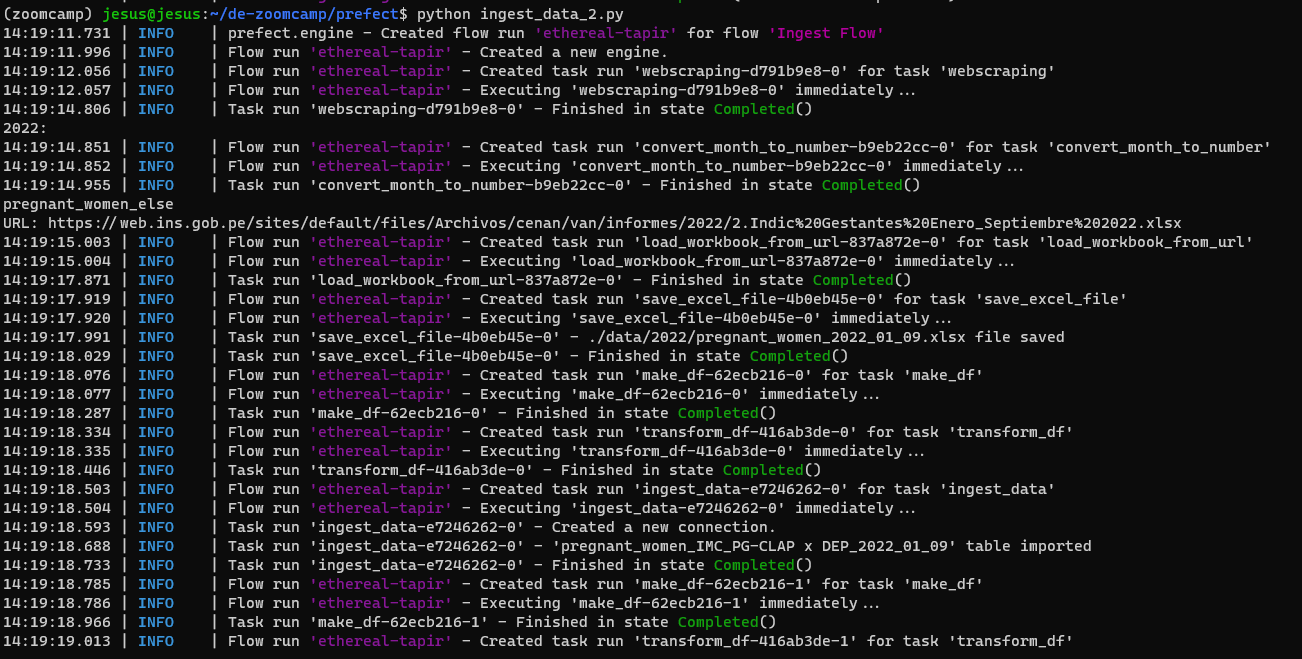 (zoomcamp) jesus@jesus:~/de-zoomcamp/prefect$ python ingest_data_2.py
14:19:11.731 | INFO    | prefect.engine - Created flow run 'ethereal-tapir' for flow 'Ingest Flow'
14:19:11.996 | INFO    | Flow run 'ethereal-tapir' - Created a new engine.
14:19:12.056 | INFO    | Flow run 'ethereal-tapir' - Created task run 'webscraping-d791b9e8-0' for task 'webscraping'
14:19:12.057 | INFO    | Flow run 'ethereal-tapir' - Executing 'webscraping-d791b9e8-0' immediately...
14:19:14.806 | INFO    | Task run 'webscraping-d791b9e8-0' - Finished in state Completed()
2022:
14:19:14.851 | INFO    | Flow run 'ethereal-tapir' - Created task run 'convert_month_to_number-b9eb22cc-0' for task 'convert_month_to_number'
14:19:14.852 | INFO    | Flow run 'ethereal-tapir' - Executing 'convert_month_to_number-b9eb22cc-0' immediately...
14:19:14.955 | INFO    | Task run 'convert_month_to_number-b9eb22cc-0' - Finished in state Completed()
pregnant_women_else
URL: https://web.ins.gob.pe/sites/default/files/Archivos/cenan/van/informes/2022/2.Indic%20Gestantes%20Enero_Septiembre%202022.xlsx
14:19:15.003 | INFO    | Flow run 'ethereal-tapir' - Created task run 'load_workbook_from_url-837a872e-0' for task 'load_workbook_from_url'
14:19:15.004 | INFO    | Flow run 'ethereal-tapir' - Executing 'load_workbook_from_url-837a872e-0' immediately...
14:19:17.871 | INFO    | Task run 'load_workbook_from_url-837a872e-0' - Finished in state Completed()
14:19:17.919 | INFO    | Flow run 'ethereal-tapir' - Created task run 'save_excel_file-4b0eb45e-0' for task 'save_excel_file'
14:19:17.920 | INFO    | Flow run 'ethereal-tapir' - Executing 'save_excel_file-4b0eb45e-0' immediately...
14:19:17.991 | INFO    | Task run 'save_excel_file-4b0eb45e-0' - ./data/2022/pregnant_women_2022_01_09.xlsx file saved
14:19:18.029 | INFO    | Task run 'save_excel_file-4b0eb45e-0' - Finished in state Completed()
14:19:18.076 | INFO    | Flow run 'ethereal-tapir' - Created task run 'make_df-62ecb216-0' for task 'make_df'
14:19:18.077 | INFO    | Flow run 'ethereal-tapir' - Executing 'make_df-62ecb216-0' immediately...
14:19:18.287 | INFO    | Task run 'make_df-62ecb216-0' - Finished in state Completed()
14:19:18.334 | INFO    | Flow run 'ethereal-tapir' - Created task run 'transform_df-416ab3de-0' for task 'transform_df'
14:19:18.335 | INFO    | Flow run 'ethereal-tapir' - Executing 'transform_df-416ab3de-0' immediately...
14:19:18.446 | INFO    | Task run 'transform_df-416ab3de-0' - Finished in state Completed()
14:19:18.503 | INFO    | Flow run 'ethereal-tapir' - Created task run 'ingest_data-e7246262-0' for task 'ingest_data'
14:19:18.504 | INFO    | Flow run 'ethereal-tapir' - Executing 'ingest_data-e7246262-0' immediately...
14:19:18.593 | INFO    | Task run 'ingest_data-e7246262-0' - Created a new connection.
14:19:18.688 | INFO    | Task run 'ingest_data-e7246262-0' - 'pregnant_women_IMC_PG-CLAP x DEP_2022_01_09' table imported
14:19:18.733 | INFO    | Task run 'ingest_data-e7246262-0' - Finished in state Completed()
14:19:18.785 | INFO    | Flow run 'ethereal-tapir' - Created task run 'make_df-62ecb216-1' for task 'make_df'
14:19:18.786 | INFO    | Flow run 'ethereal-tapir' - Executing 'make_df-62ecb216-1' immediately...
14:19:18.966 | INFO    | Task run 'make_df-62ecb216-1' - Finished in state Completed()
14:19:19.013 | INFO    | Flow run 'ethereal-tapir' - Created task run 'transform_df-416ab3de-1' for task 'transform_df'